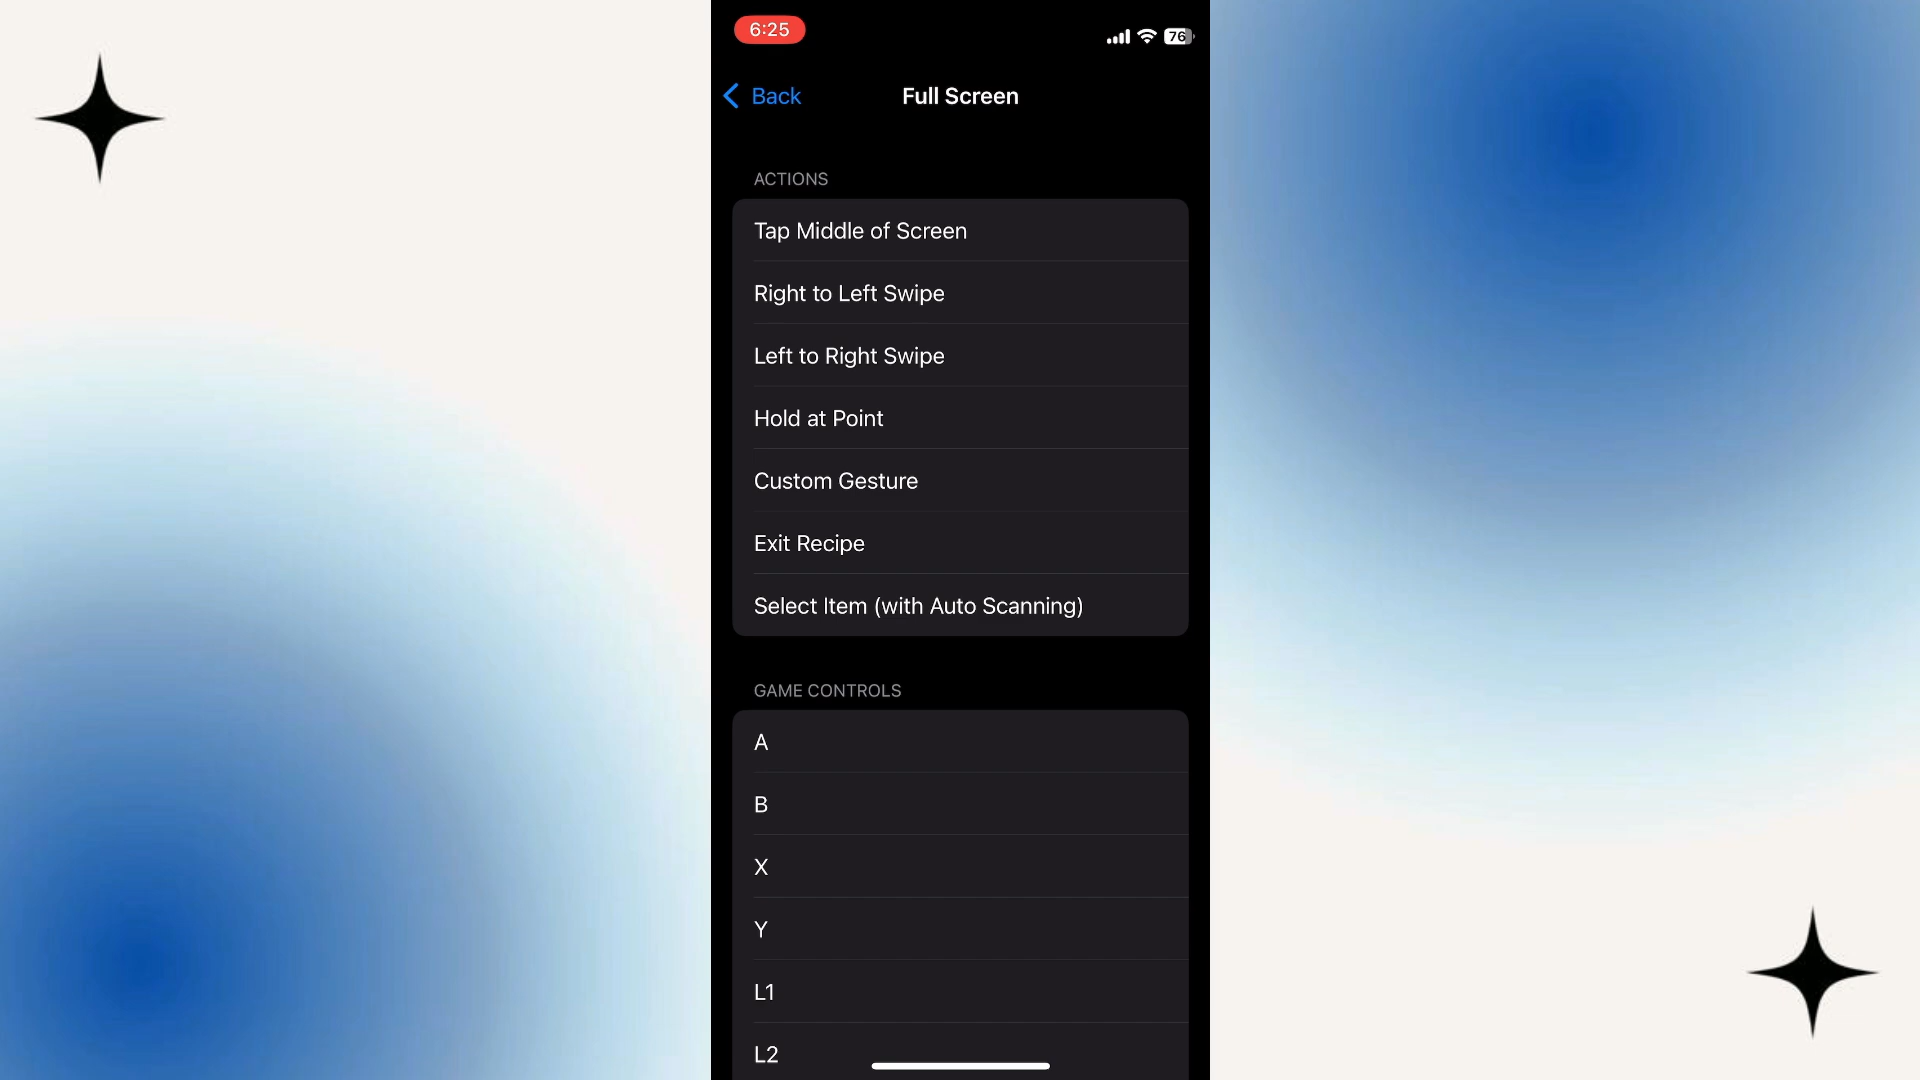 6:25
76
Back
Full Screen
ACTIONS
Tap Middle of Screen
Right to Left Swipe
Left to Right Swipe
Hold at Point
Custom Gesture
Exit Recipe
Select Item (with Auto Scanning)
GAME CONTROLS
A
B
X
Y
L1
L2